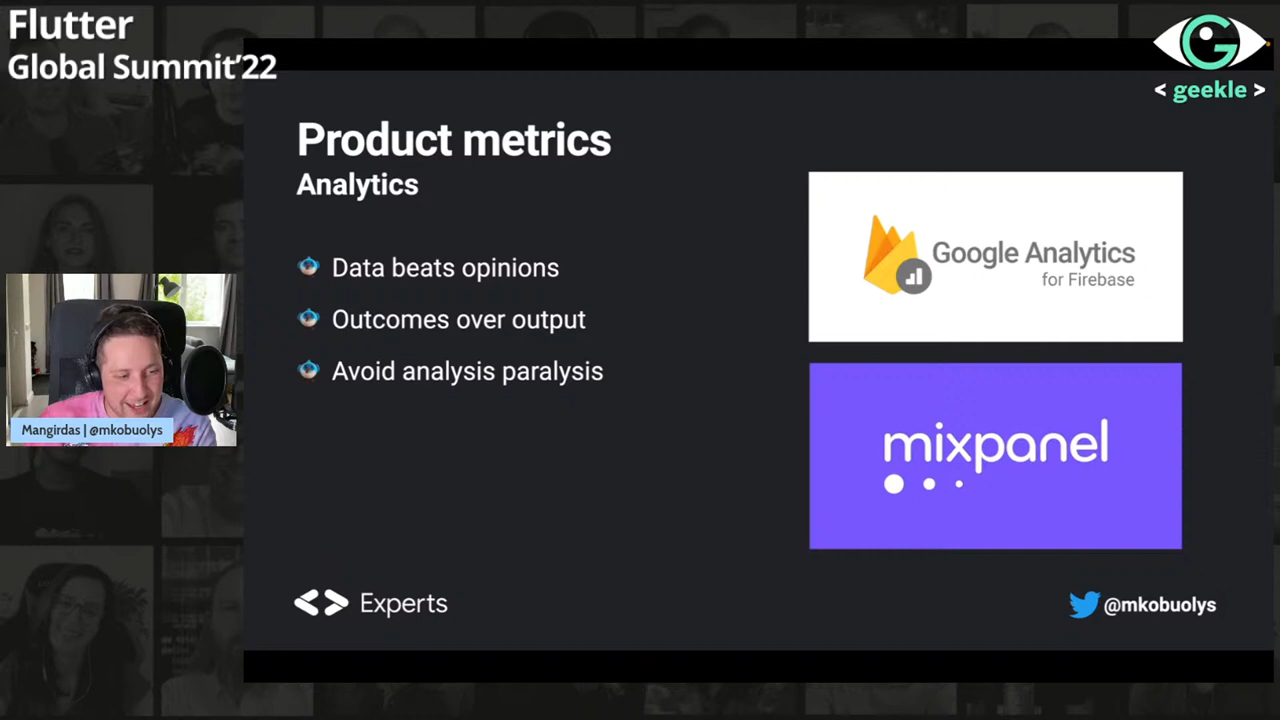 Flutter
Global Summit'22
< geekle >
Product metrics
Analytics
Data beats opinions
Outcomes over output
Avoid analysis paralysis
Google Analytics
for Firebase
mixpanel
Mangirdas | @mkobuolys
<> Experts
@mkobuolys